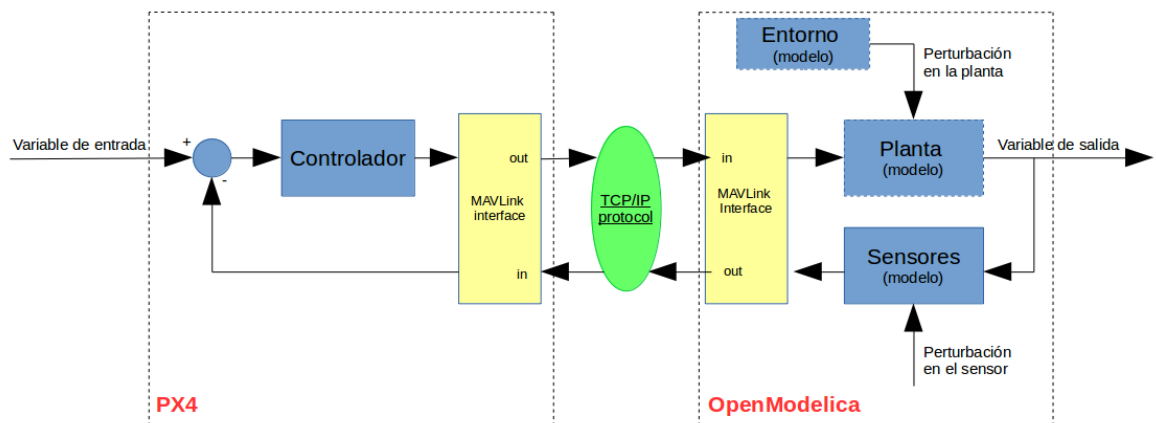 Entorno
(modelo)
Perturbación
en la planta
Variable de entrada
+
-
Controlador
out
MAVLink
interface
in
TCP/IP
protocol
in
MAVLink
Interface
out
Planta
(modelo)
Variable de salida
Sensores
(modelo)
Perturbación
en el sensor
PX4
OpenModelica